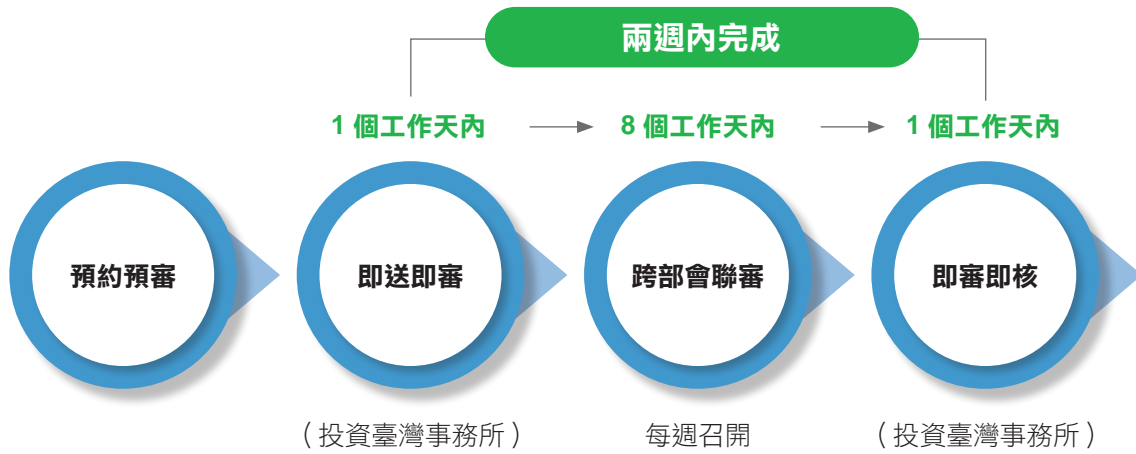 兩週內完成
1 個工作天內
8 個工作天內
1 個工作天內
預約預審
即送即審
跨部會聯審
即審即核
（投資臺灣事務所）
每週召開
（投資臺灣事務所）